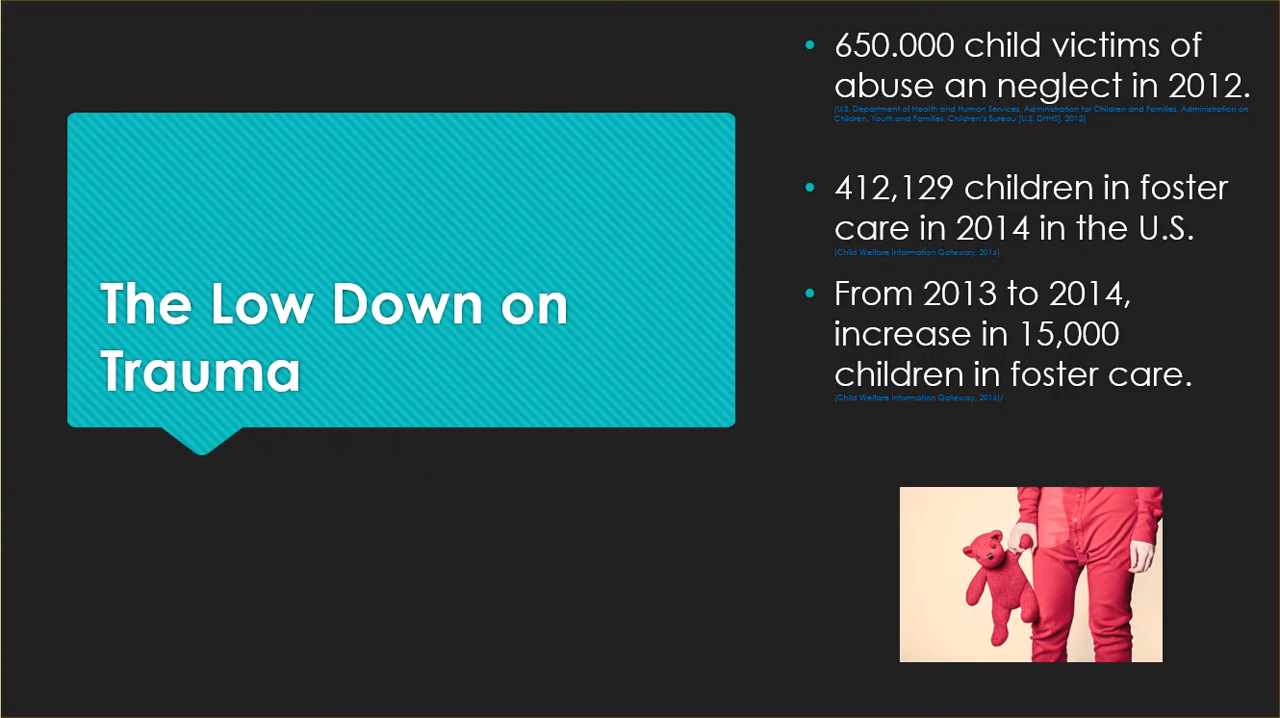 The Low Down on
Trauma
650.000 child victims of
abuse an neglect in 2012.
(U.S. Department of Health and Human Services, Administration for Children and Families, Administration on
Children, Youth and Families, Children's Bureau [U.S. DHHS], 2013)
412,129 children in foster
care in 2014 in the U.S.
(Child Welfare Information Gateway, 2016).
From 2013 to 2014,
increase in 15,000
children in foster care.
(Child Welfare Information Gateway, 2016)/